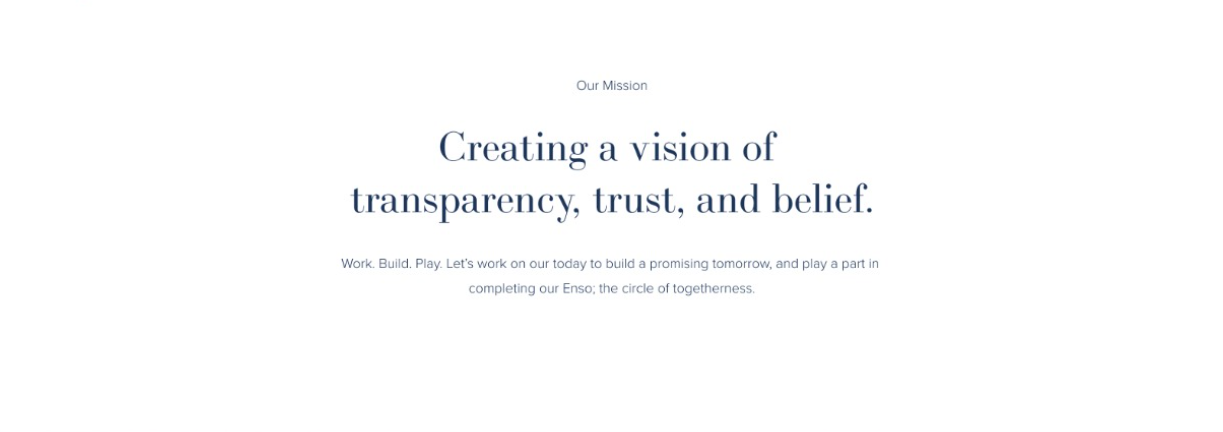 Our Mission
Creating a vision of
transparency, trust, and belief.
Work. Build. Play. Let’s work on our today to build a promising tomorrow, and play a part in
completing our Enso; the circle of togetherness.